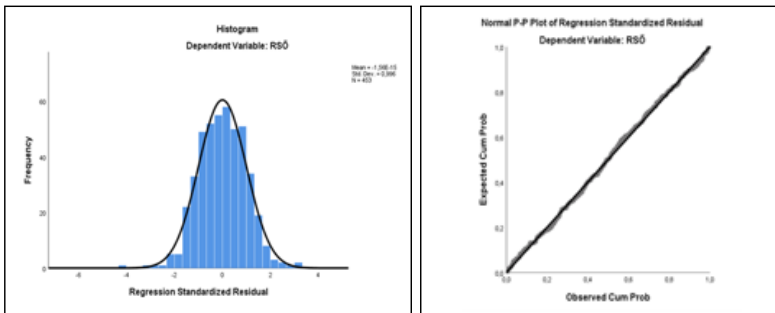 Histogram
Dependent Variable: RSÖ
Mean = -1,56E-15
Std. Dev. = 0,996
N = 453
Frequency
60
40
20
0
-6 -4 -2 0 2 4
Regression Standardized Residual
Normal P-P Plot of Regression Standardized Residual
Dependent Variable: RSÖ
Expected Cum Prob
1,0
0,8
0,6
0,4
0,2
0,0
0,0 0,2 0,4 0,6 0,8 1,0
Observed Cum Prob